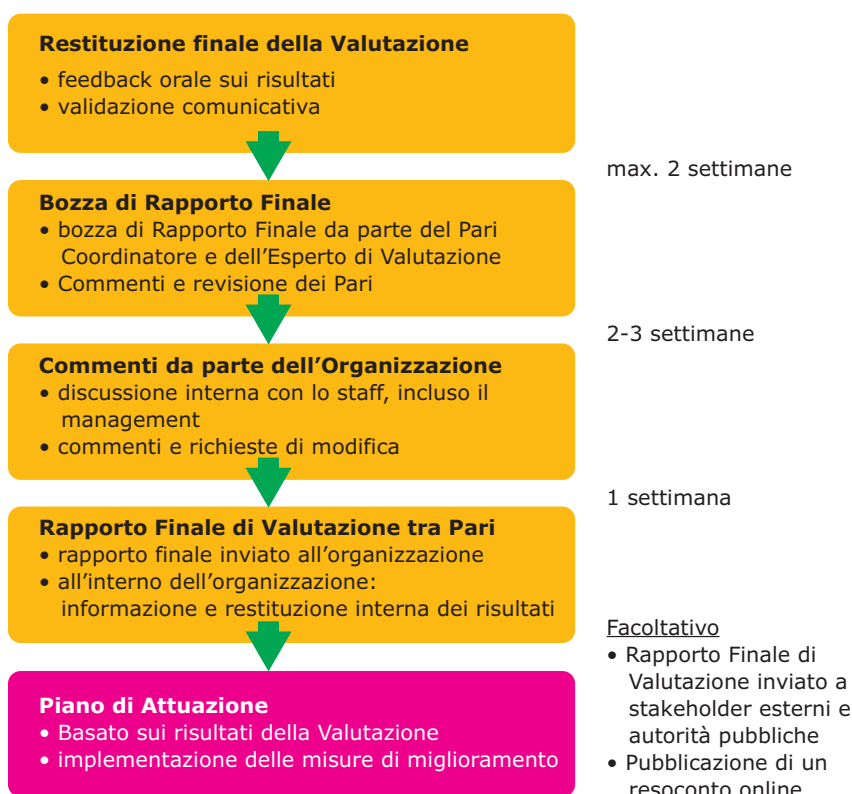 Restituzione finale della Valutazione
• feedback orale sui risultati
• validazione comunicativa
max. 2 settimane
Bozza di Rapporto Finale
• bozza di Rapporto Finale da parte del Pari
Coordinatore e dell’Esperto di Valutazione
• Commenti e revisione dei Pari
2-3 settimane
Commenti da parte dell’Organizzazione
• discussione interna con lo staff, incluso il
management
• commenti e richieste di modifica
1 settimana
Rapporto Finale di Valutazione tra Pari
• rapporto finale inviato all’organizzazione
• all’interno dell’organizzazione:
informazione e restituzione interna dei risultati
Piano di Attuazione
• Basato sui risultati della Valutazione
• implementazione delle misure di miglioramento
Facoltativo
• Rapporto Finale di
Valutazione inviato a
stakeholder esterni e
autorità pubbliche
• Pubblicazione di un
resoconto online